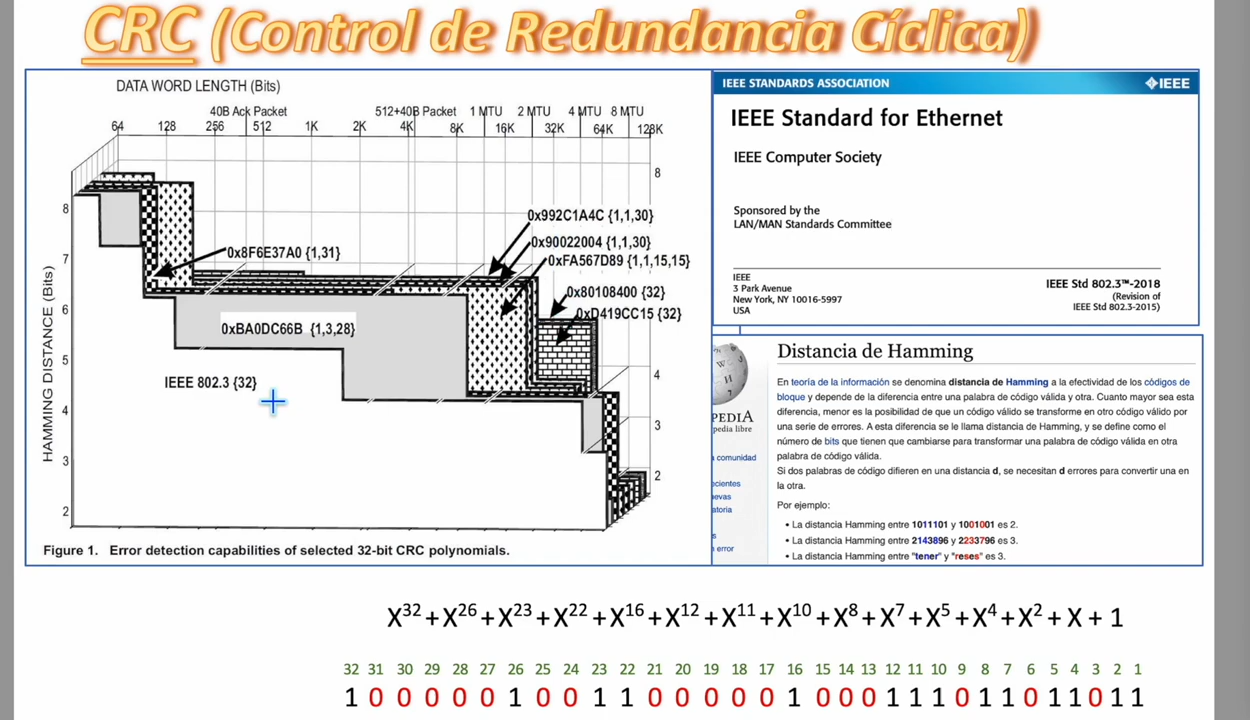 CRC (Control de Redundancia Cíclica)
DATA WORD LENGTH (Bits)
40B Ack Packet 512+40B Packet 1 MTU 2 MTU 4 MTU 8 MTU
64 128 256 512 1K 2K 4K 8K 16K 32K 64K 128K
HAMMING DISTANCE (Bits)
8
7
6
5
4
3
2
8
4
3
2
0x992C1A4C {1,1,30}
0x90022004 {1,1,30}
0x8F6E37A0 {1,31}
0xFA567D89 {1,1,15,15}
0x80108400 {32}
0xD419CC15 {32}
0xBA0DC66B {1,3,28}
IEEE 802.3 {32}
Figure 1. Error detection capabilities of selected 32-bit CRC polynomials.
IEEE STANDARDS ASSOCIATION
IEEE
IEEE Standard for Ethernet
IEEE Computer Society
Sponsored by the
LAN/MAN Standards Committee
IEEE
3 Park Avenue
New York, NY 10016-5997
USA
IEEE Std 802.3™-2018
(Revision of
IEEE Std 802.3-2015)
PEDIA
pedia libre
comunidad
ecientes
evas
atoria
s
error
Distancia de Hamming
En teoría de la información se denomina distancia de Hamming a la efectividad de los códigos de
bloque y depende de la diferencia entre una palabra de código válida y otra. Cuanto mayor sea esta
diferencia, menor es la posibilidad de que un código válido se transforme en otro código válido por
una serie de errores. A esta diferencia se le llama distancia de Hamming, y se define como el
número de bits que tienen que cambiarse para transformar una palabra de código válida en otra
palabra de código válida.
Si dos palabras de código difieren en una distancia d, se necesitan d errores para convertir una en
la otra.
Por ejemplo:
• La distancia Hamming entre 1011101 y 1001001 es 2.
• La distancia Hamming entre 2143896 y 2233796 es 3.
• La distancia Hamming entre "tener" y "reses" es 3.
X³²+X²⁶+X²³+X²²+X¹⁶+X¹²+X¹¹+X¹⁰+X⁸+X⁷+X⁵+X⁴+X²+X+1
32 31 30 29 28 27 26 25 24 23 22 21 20 19 18 17 16 15 14 13 12 11 10 9 8 7 6 5 4 3 2 1
1 0 0 0 0 0 1 0 0 1 1 0 0 0 0 0 1 0 0 0 1 1 1 0 1 1 0 1 1 0 1 1